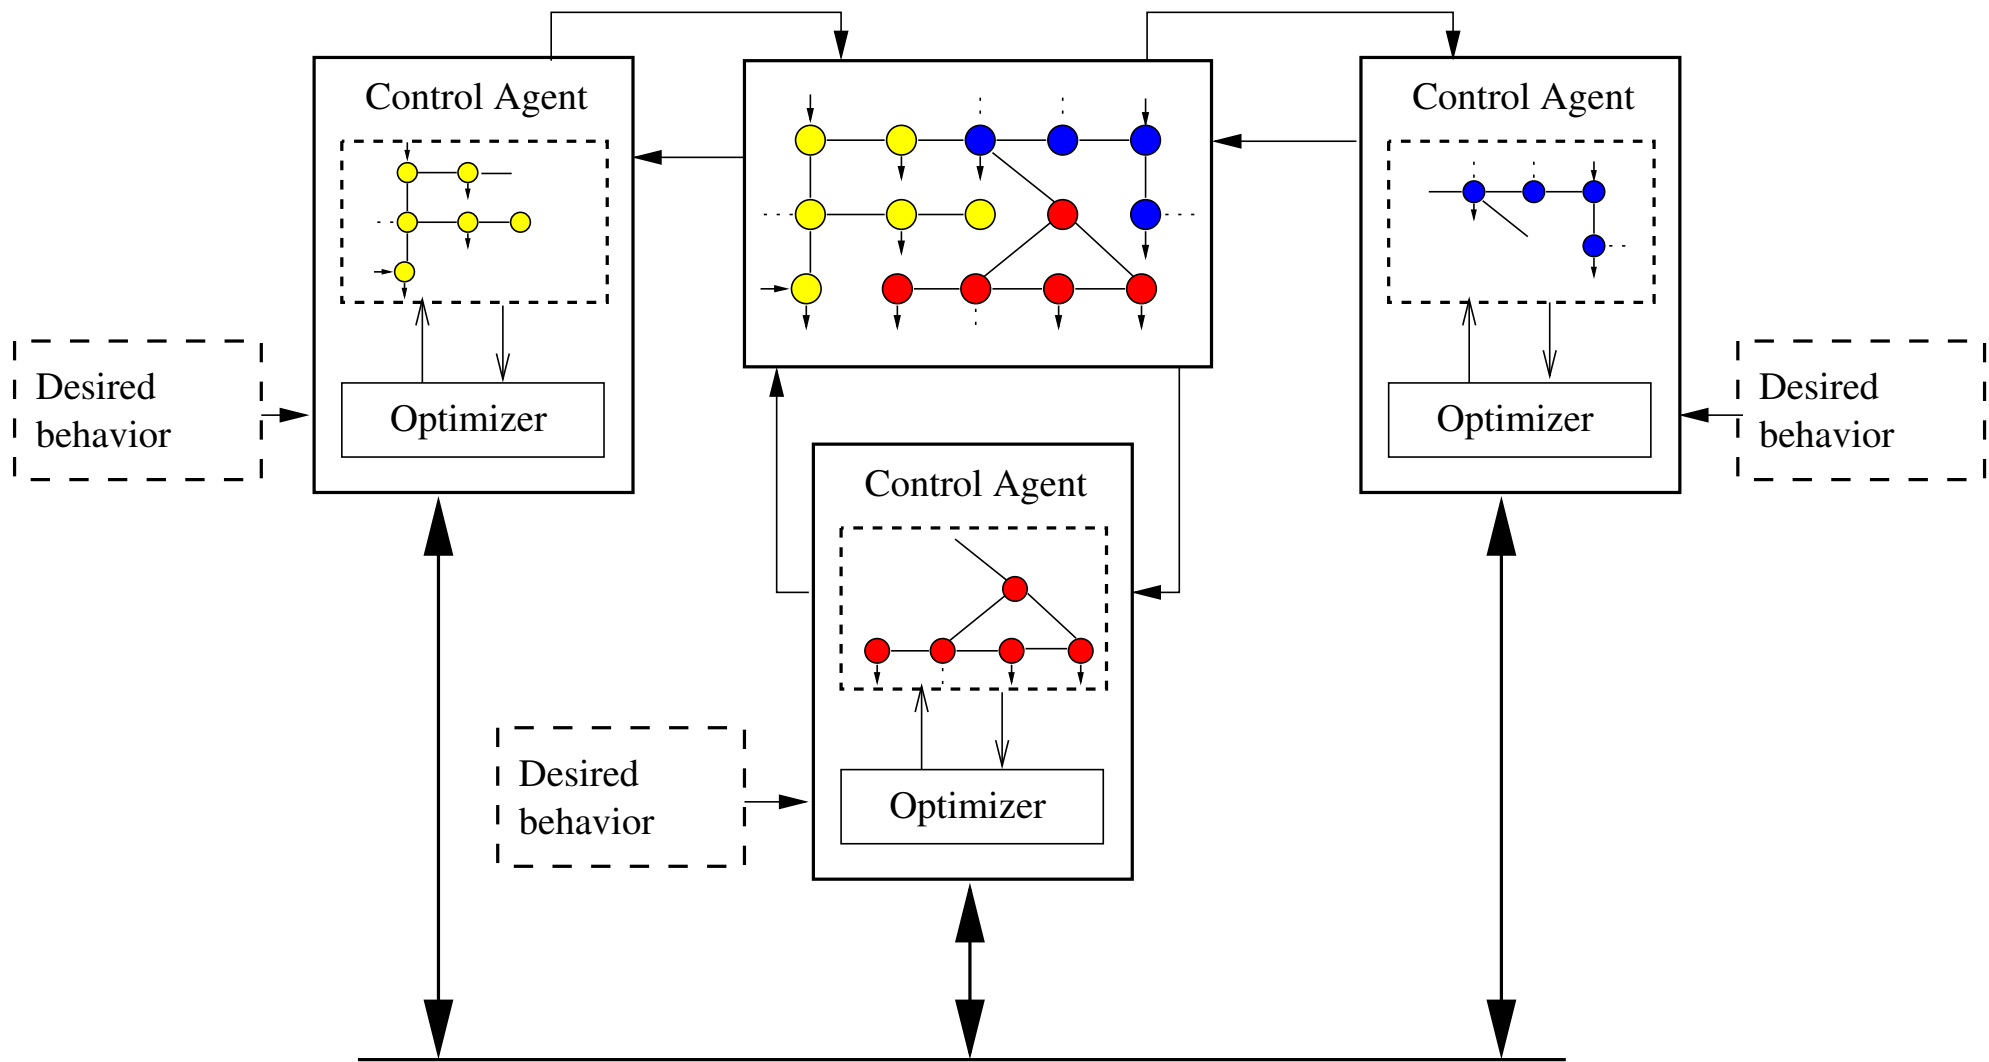 Control Agent
Control Agent
Desired
behavior
Optimizer
Optimizer
Desired
behavior
Control Agent
Desired
behavior
Optimizer